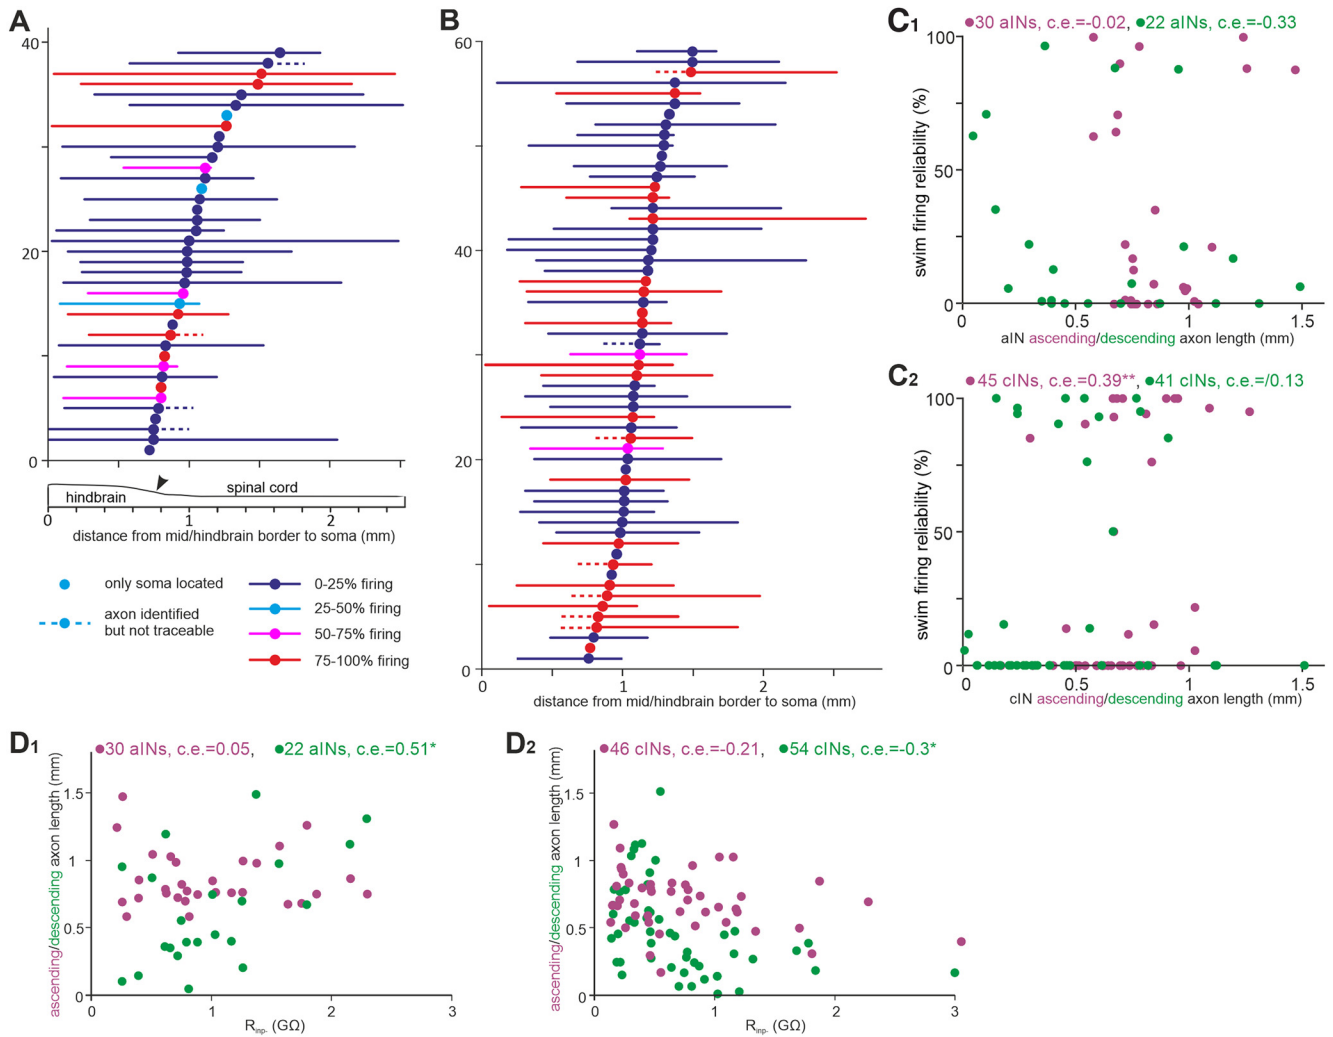 A
40
20
0
hindbrain
spinal cord
0
1
2
distance from mid/hindbrain border to soma (mm)
only soma located
axon identified
but not traceable
0-25% firing
25-50% firing
50-75% firing
75-100% firing
B
60
40
20
0
0
1
2
distance from mid/hindbrain border to soma (mm)
C1
30 aINs, c.e.=-0.02, 22 aINs, c.e.=-0.33
swim firing reliability (%)
100
50
0
0
0.5
1
1.5
aIN ascending/descending axon length (mm)
C2
45 cINs, c.e.=0.39**, 41 cINs, c.e.=/0.13
swim firing reliability (%)
100
50
0
0
0.5
1
1.5
cIN ascending/descending axon length (mm)
D1
30 aINs, c.e.=0.05, 22 aINs, c.e.=0.51*
ascending/descending axon length (mm)
1.5
1
0.5
0
0
1
2
3
Rinp. (GΩ)
D2
46 cINs, c.e.=-0.21, 54 cINs, c.e.=-0.3*
ascending/descending axon length (mm)
1.5
1
0.5
0
0
1
2
3
Rinp. (GΩ)